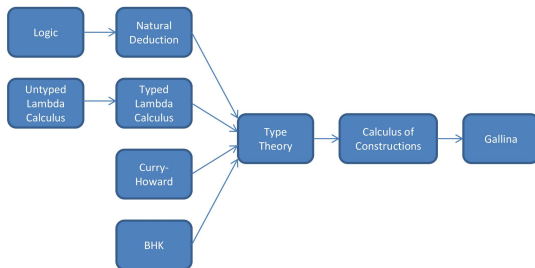 Logic
Natural
Deduction
Untyped
Lambda
Calculus
Typed
Lambda
Calculus
Type
Theory
Calculus of
Constructions
Gallina
Curry-
Howard
BHK